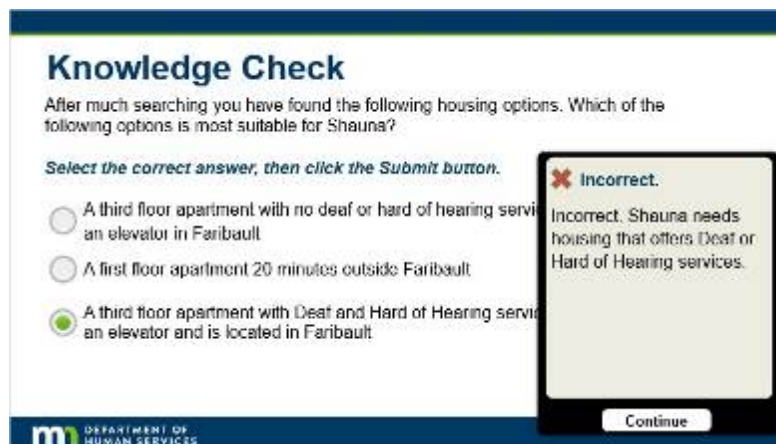 Knowledge Check
After much searching you have found the following housing options. Which of the
following options is most suitable for Shauna?
Select the correct answer, then click the Submit button.
A third floor apartment with no deaf or hard of hearing servi
an elevator in Faribault
A first floor apartment 20 minutes outside Faribault
A third floor apartment with Deaf and Hard of Hearing servic
an elevator and is located in Faribault
Incorrect.
Incorrect. Shauna needs
housing that offers Deaf or
Hard of Hearing services.
Continue
DEPARTMENT OF
HUMAN SERVICES